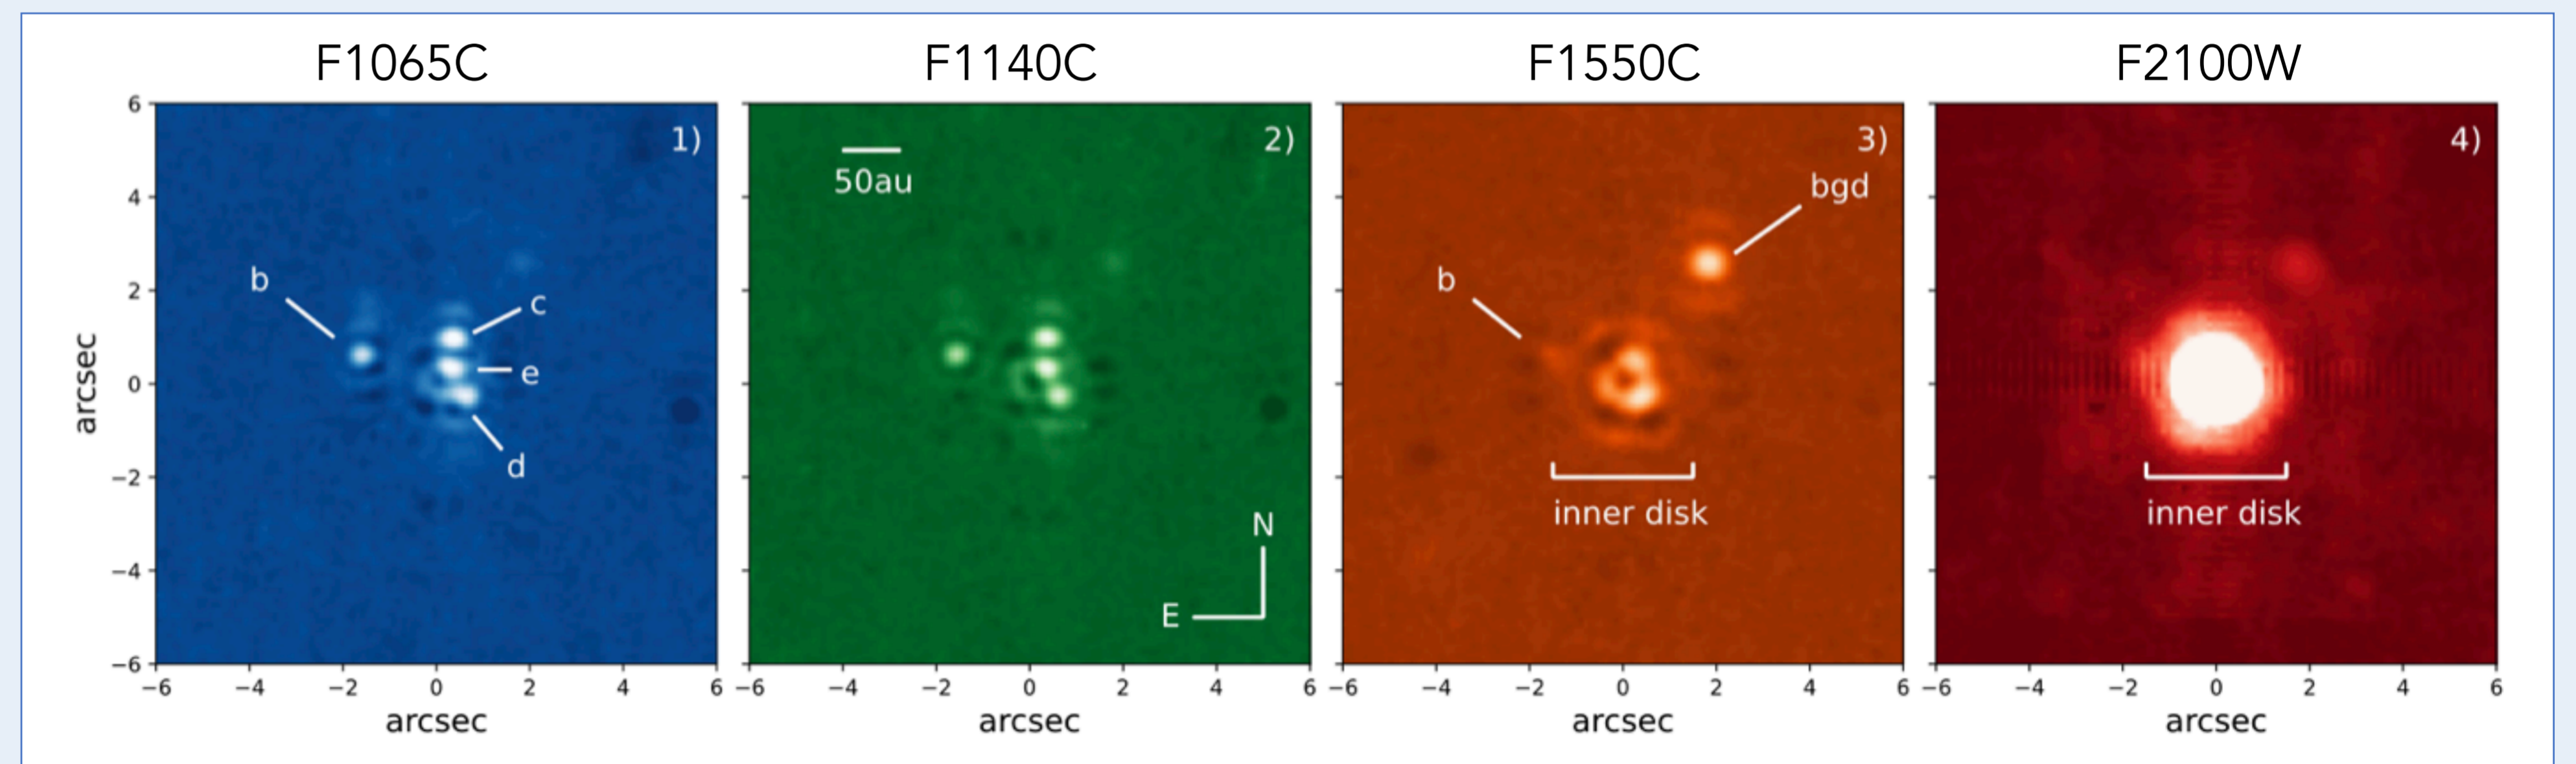 F1065C
F1140C
F1550C
F2100W
6
4
2
0
−2
−4
−6
arcsec
1)
b
c
e
d
−6 −4 −2 0 2 4 6
arcsec
2)
50au
N
E
−6 −4 −2 0 2 4 6
arcsec
3)
bgd
b
inner disk
−6 −4 −2 0 2 4 6
arcsec
4)
inner disk
−6 −4 −2 0 2 4 6
arcsec